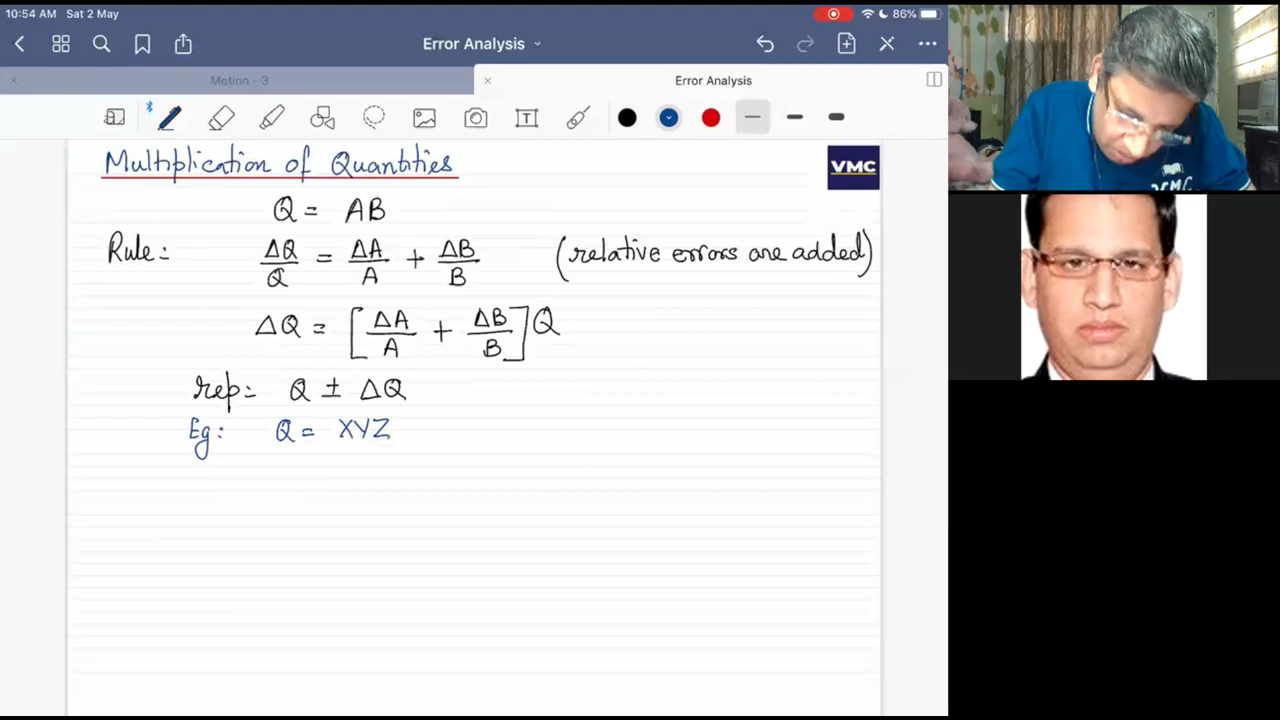 10:54 AM Sat 2 May
86%
Error Analysis
Motion - 3
Error Analysis
Multiplication of Quantities
VMC
Q = AB
Rule: ΔQ/Q = ΔA/A + ΔB/B (relative errors are added)
ΔQ = [ΔA/A + ΔB/B] Q
rep: Q ± ΔQ
Eg: Q = XYZ